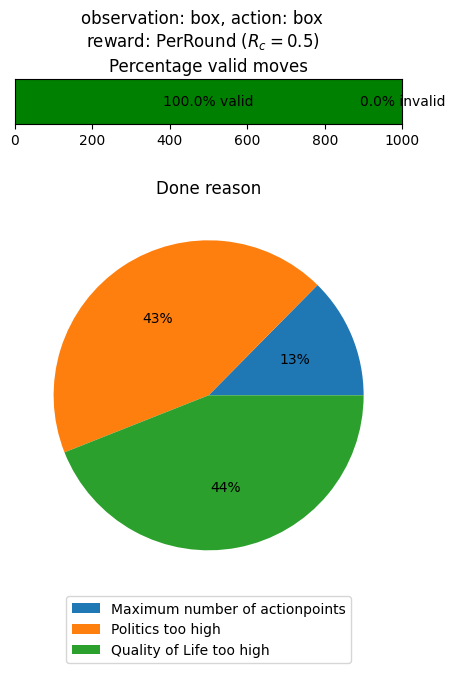 observation: box, action: box
reward: PerRound ($R_c = 0.5$)
Percentage valid moves
100.0% valid 0.0% invalid
0 200 400 600 800 1000
Done reason
43%
13%
44%
Maximum number of actionpoints
Politics too high
Quality of Life too high